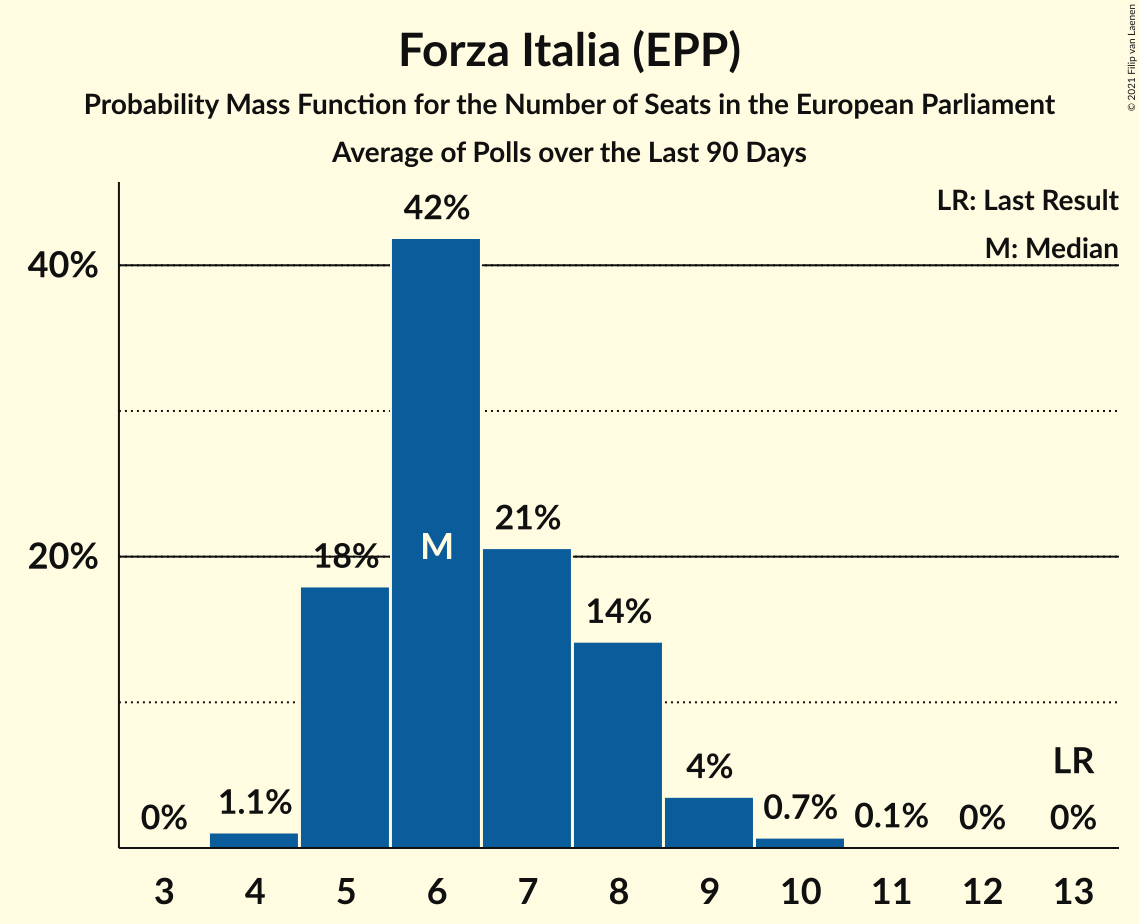 Forza Italia (EPP)
Probability Mass Function for the Number of Seats in the European Parliament
Average of Polls over the Last 90 Days
© 2021 Filip van Laenen
LR: Last Result
M: Median
42%
40%
21%
M
20%
18%
14%
LR
4%
1.1%
0.7%
0%
0.1%
0%
0%
3 4 5 6 7 8 9 10 11 12 13